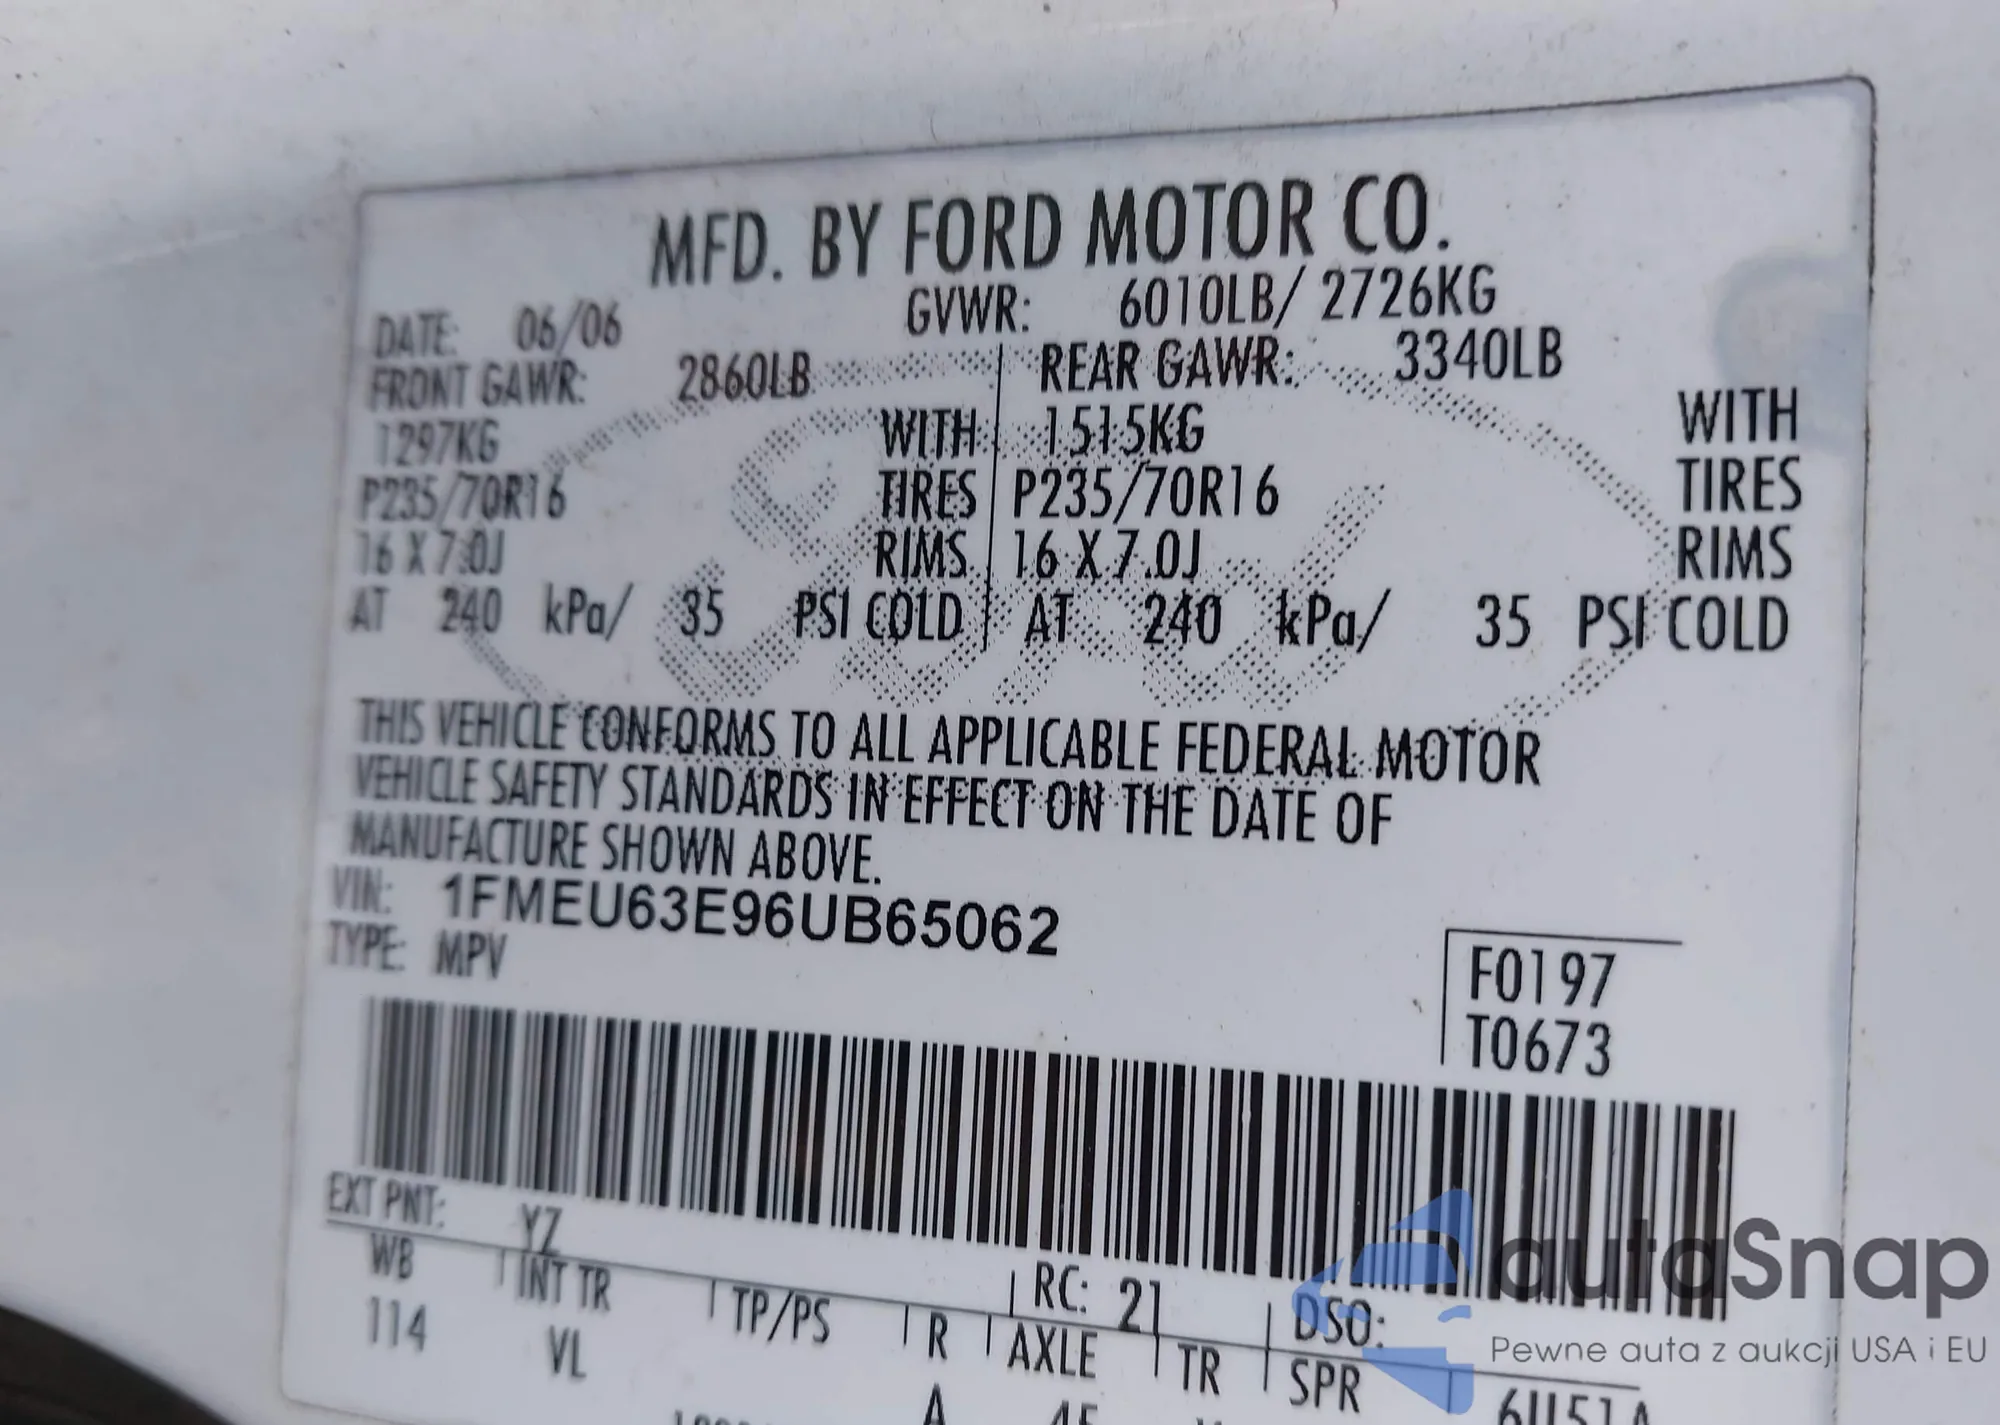 MFD. BY FORD MOTOR CO.
DATE: 06/06 GVWR: 6010LB/ 2726KG
FRONT GAWR: 2860LB REAR GAWR: 3340LB
1297KG WITH 1515KG WITH
P235/70R16 TIRES P235/70R16 TIRES
16 X 7.0J RIMS 16 X 7.0J RIMS
AT 240 kPa/ 35 PSI COLD AT 240 kPa/ 35 PSI COLD
THIS VEHICLE CONFORMS TO ALL APPLICABLE FEDERAL MOTOR
VEHICLE SAFETY STANDARDS IN EFFECT ON THE DATE OF
MANUFACTURE SHOWN ABOVE.
VIN: 1FMEU63E96UB65062
TYPE: MPV
F0197
T0673
EXT PNT: YZ RC: 21 DSO:
WB INT TR TP/PS R AXLE TR SPR
114 VL
A
autaSnap
Pewne auta z aukcji USA i EU